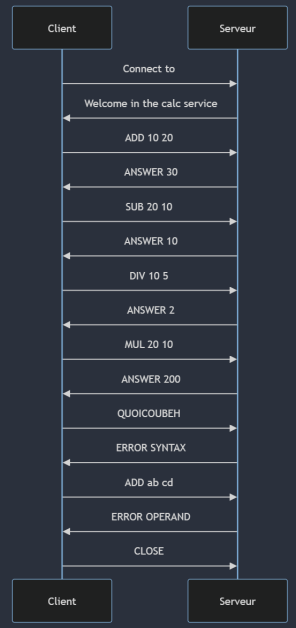 Client Serveur
Connect to
Welcome in the calc service
ADD 10 20
ANSWER 30
SUB 20 10
ANSWER 10
DIV 10 5
ANSWER 2
MUL 20 10
ANSWER 200
QUOICOUBEH
ERROR SYNTAX
ADD ab cd
ERROR OPERAND
CLOSE
Client Serveur